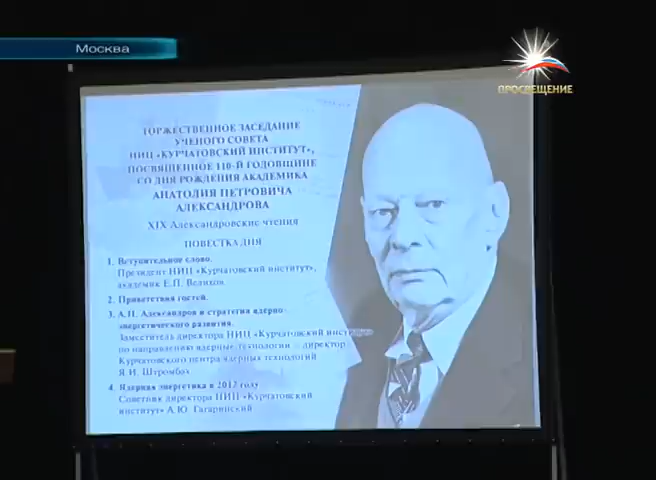 Москва
ПРОСВЕЩЕНИЕ
ТОРЖЕСТВЕННОЕ ЗАСЕДАНИЕ
УЧЕНОГО СОВЕТА
НИЦ «КУРЧАТОВСКИЙ ИНСТИТУТ»,
ПОСВЯЩЕННОЕ 110-Й ГОДОВЩИНЕ
СО ДНЯ РОЖДЕНИЯ АКАДЕМИКА
АНАТОЛИЯ ПЕТРОВИЧА
АЛЕКСАНДРОВА
XIX Александровские чтения
ПОВЕСТКА ДНЯ
1. Вступительное слово.
Президент НИЦ «Курчатовский институт»,
академик Е.П. Велихов
2. Приветствия гостей.
3. А.П. Александров и стратегия ядерно
энергетического развития.
Заместитель директора НИЦ «Курчатовский институт»
по направлению ядерные технологии – директор
Курчатовского центра ядерных технологий
Я.И. Штромбах
4. Ядерная энергетика в 2012 году
Советник директора НИЦ «Курчатовский
институт» А.Ю. Гагаринский